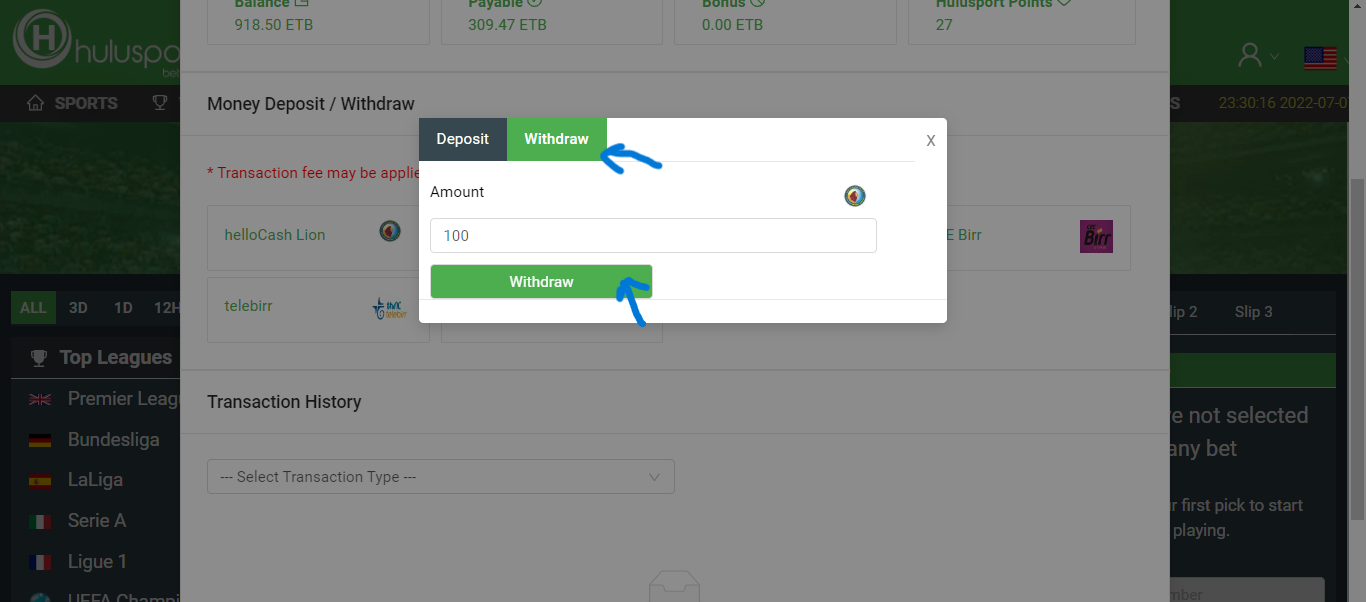 Balance
Payable
Bonus
Hulusport Points
918.50 ETB
309.47 ETB
0.00 ETB
27
H
huluspo
bet
SPORTS
S
23:30:16 2022-07-0
Money Deposit / Withdraw
Deposit
Withdraw
X
* Transaction fee may be applie
Amount
helloCash Lion
100
E Birr
Birr
Withdraw
telebirr
ALL
3D
1D
12H
lip 2
Slip 3
Top Leagues
Transaction History
Premier Leag
e not selected
Bundesliga
any bet
LaLiga
--- Select Transaction Type ---
r first pick to start
Serie A
playing.
Ligue 1
UEFA Champi
mber